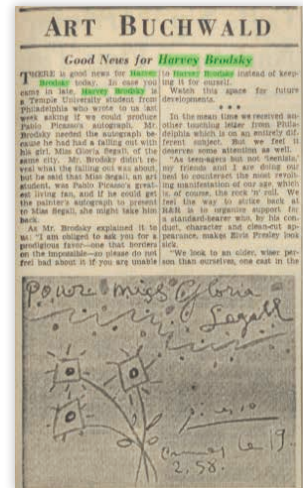 ART BUCHWALD
Good News for Harvey Brodsky
THERE is good news for Harvey
Brodsky today. In case you
came in late, Harvey Brodsky is
a Temple University student from
Philadelphia who wrote to us last
week asking if we could produce
Pablo Picasso's autograph. Mr.
Brodsky needed the autograph be-
cause he had had a falling out with
his girl, Miss Gloria Segall, of the
same city. Mr. Brodsky didn't re-
veal what the falling out was about,
but he said that Miss Segall, an art
student, was Pablo Picasso's great-
est living fan, and if he could get
the painter's autograph to present
to Miss Segall, she might take him
back.
As Mr. Brodsky explained it to
us: "I am obliged to ask you for a
prodigious favor—one that borders
on the impossible—so please do not
feel bad about it if you are unable
to Harvey Brodsky instead of keep-
ing it for ourself.
Watch this space for future
developments.
* * *
In the mean time we received an-
other touching letter from Phila-
delphia which is on an entirely dif-
ferent subject. But we feel it
deserves some attention as well.
"As teen-agers but not 'teenluls,'
my friends and I are doing our
best to counteract the most revolt-
ing manifestation of our age, which
is, of course, the rock 'n' roll. We
feel the way to strike back at
R&R is to organize support for
a standard-bearer who, by his con-
duct, character and clean-cut ap-
pearance, makes Elvis Presley look
sick.
"We look to an older, wiser per-
son than ourselves, one cast in the
Poure Miss Gloria
Segall
Picasso
Cannes le 19.
2.58.